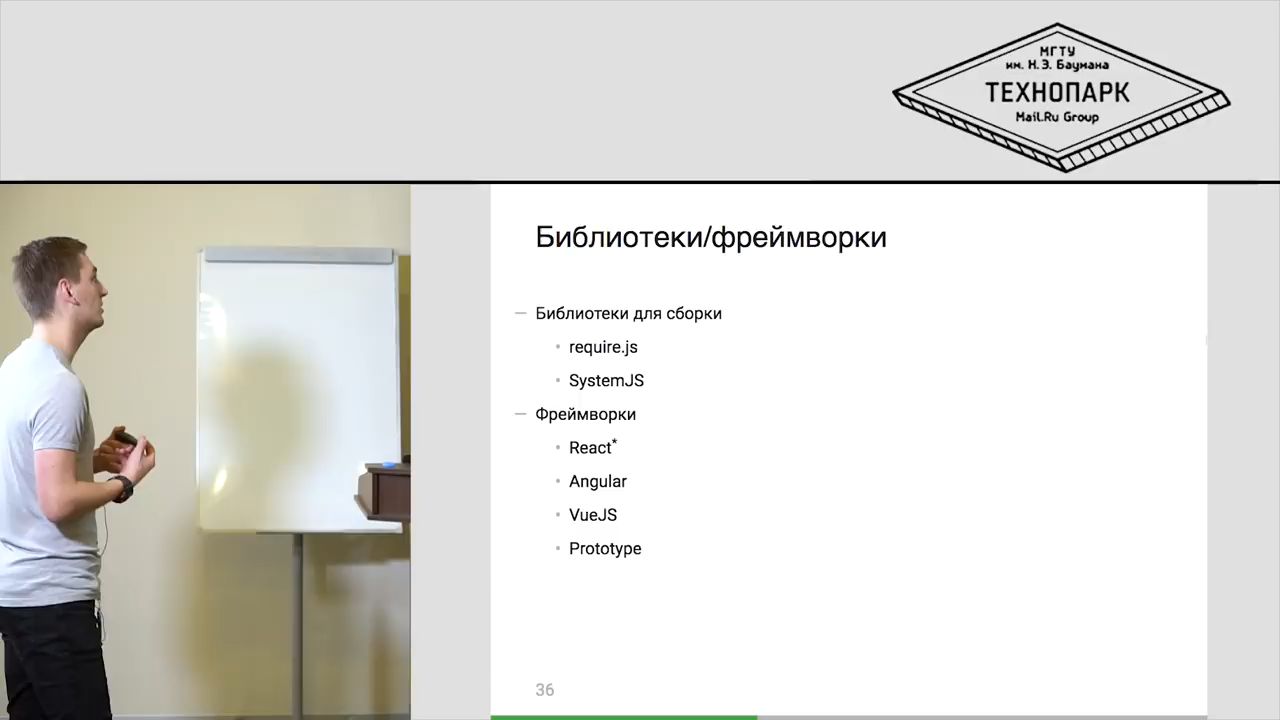 МГТУ
им. Н.Э. Баумана
ТЕХНОПАРК
Mail.Ru Group
Библиотеки/фреймворки
— Библиотеки для сборки
• require.js
• SystemJS
— Фреймворки
• React*
• Angular
• VueJS
• Prototype
36